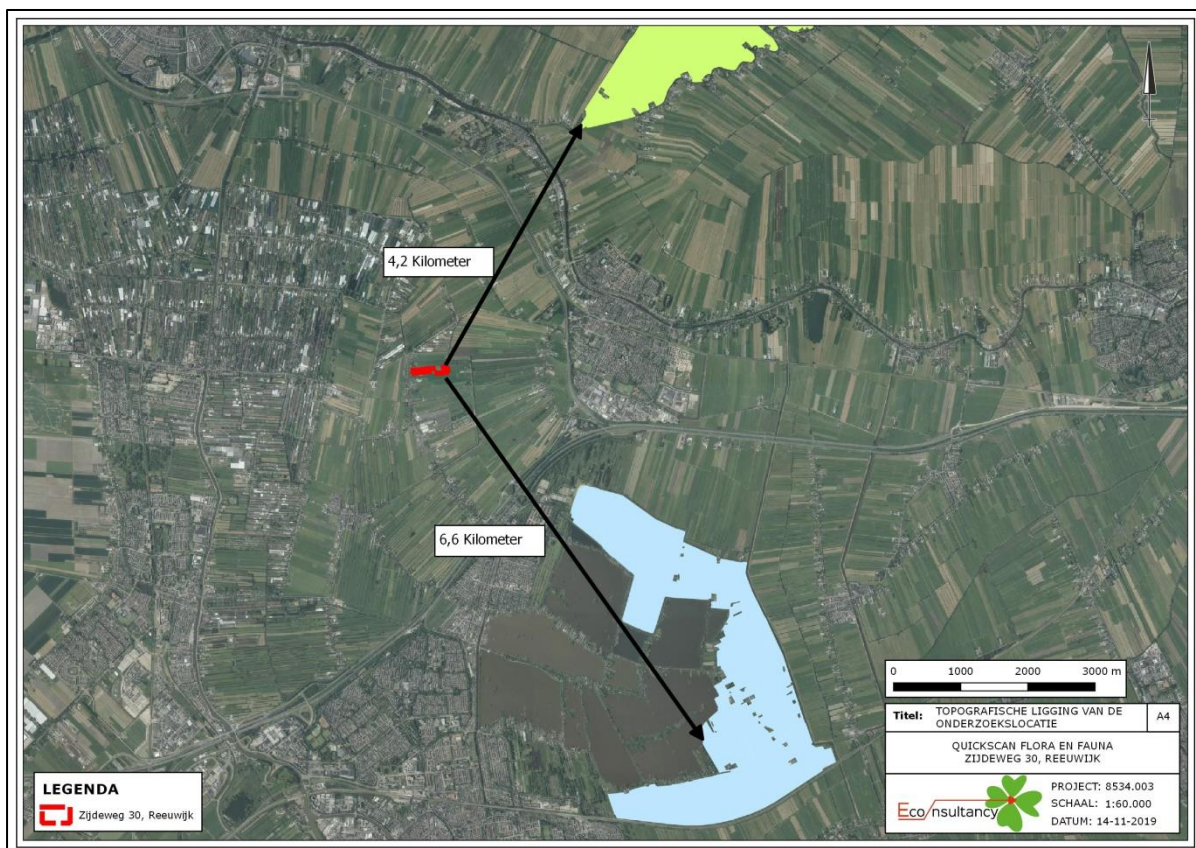 4,2 Kilometer
6,6 Kilometer
0 1000 2000 3000 m
Titel: TOPOGRAFISCHE LIGGING VAN DE
ONDERZOEKSLOCATIE
A4
QUICKSCAN FLORA EN FAUNA
ZIJDEWEG 30, REEUWIJK
Econsultancy
PROJECT: 8534.003
SCHAAL: 1:60.000
DATUM: 14-11-2019
LEGENDA
Zijdeweg 30, Reeuwijk